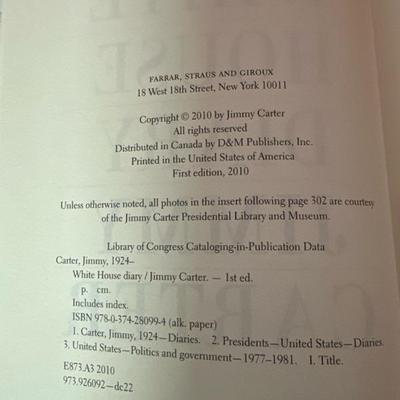 FARRAR, STRAUS AND GIROUX
18 West 18th Street, New York 10011
Copyright © 2010 by Jimmy Carter
All rights reserved
Distributed in Canada by D&M Publishers, Inc.
Printed in the United States of America
First edition, 2010
Unless otherwise noted, all photos in the insert following page 302 are courtesy
of the Jimmy Carter Presidential Library and Museum.
Library of Congress Cataloging-in-Publication Data
Carter, Jimmy, 1924–
White House diary / Jimmy Carter. — 1st ed.
p. cm.
Includes index.
ISBN 978-0-374-28099-4 (alk. paper)
1. Carter, Jimmy, 1924—Diaries. 2. Presidents—United States—Diaries.
3. United States—Politics and government—1977–1981. I. Title.
E873.A3 2010
973.926092—dc22